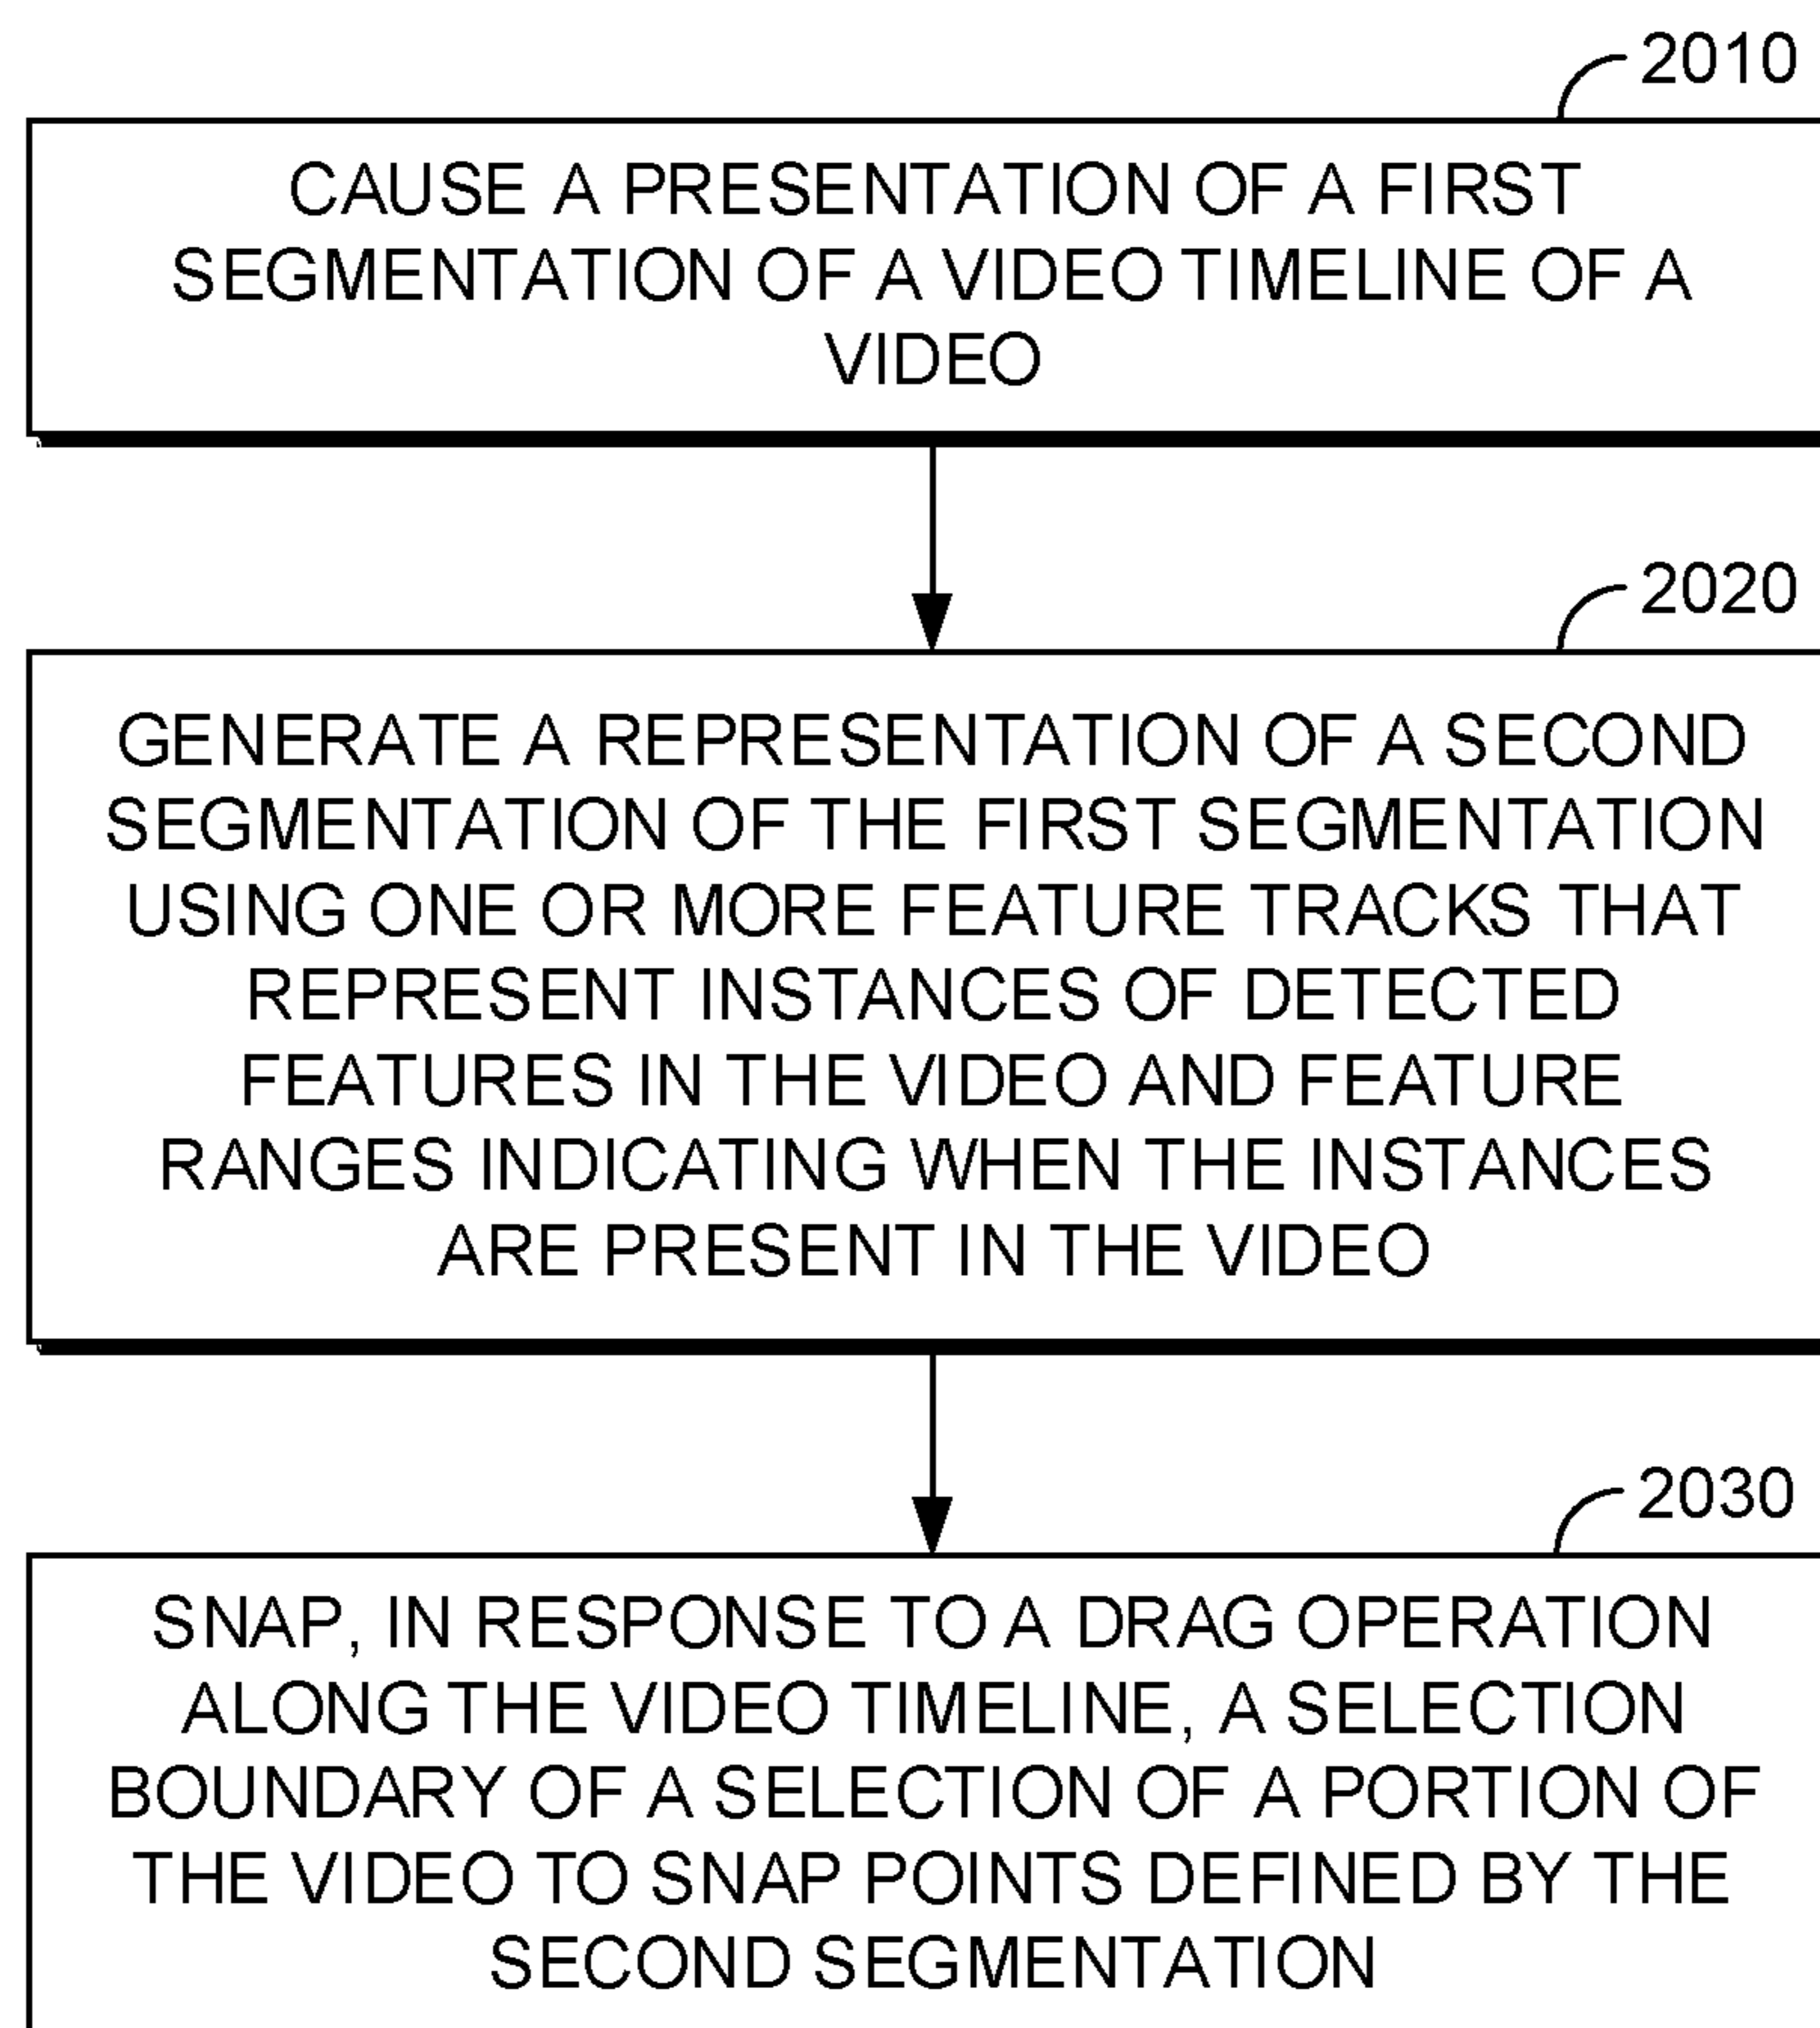 2010
CAUSE A PRESENTATION OF A FIRST
SEGMENTATION OF A VIDEO TIMELINE OF A
VIDEO
2020
GENERATE A REPRESENTATION OF A SECOND
SEGMENTATION OF THE FIRST SEGMENTATION
USING ONE OR MORE FEATURE TRACKS THAT
REPRESENT INSTANCES OF DETECTED
FEATURES IN THE VIDEO AND FEATURE
RANGES INDICATING WHEN THE INSTANCES
ARE PRESENT IN THE VIDEO
2030
SNAP, IN RESPONSE TO A DRAG OPERATION
ALONG THE VIDEO TIMELINE, A SELECTION
BOUNDARY OF A SELECTION OF A PORTION OF
THE VIDEO TO SNAP POINTS DEFINED BY THE
SECOND SEGMENTATION